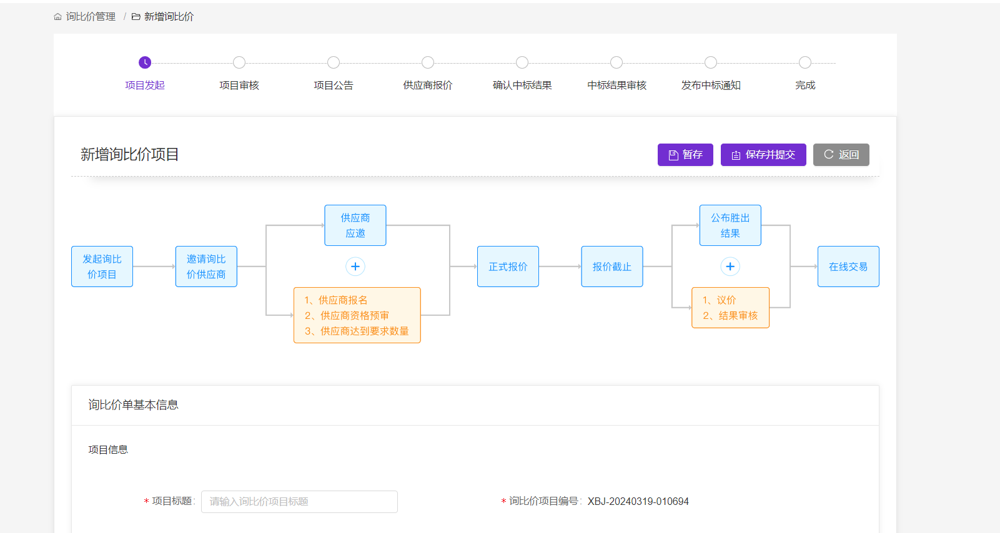 询比价管理 / 新增询比价
项目发起
项目审核
项目公告
供应商报价
确认中标结果
中标结果审核
发布中标通知
完成
新增询比价项目
暂存
保存并提交
返回
发起询比
价项目
邀请询比
价供应商
供应商
应邀
1、供应商报名
2、供应商资格预审
3、供应商达到要求数量
正式报价
报价截止
公布胜出
结果
1、议价
2、结果审核
在线交易
询比价单基本信息
项目信息
* 项目标题: 请输入询比价项目标题
* 询比价项目编号: XBJ-20240319-010694